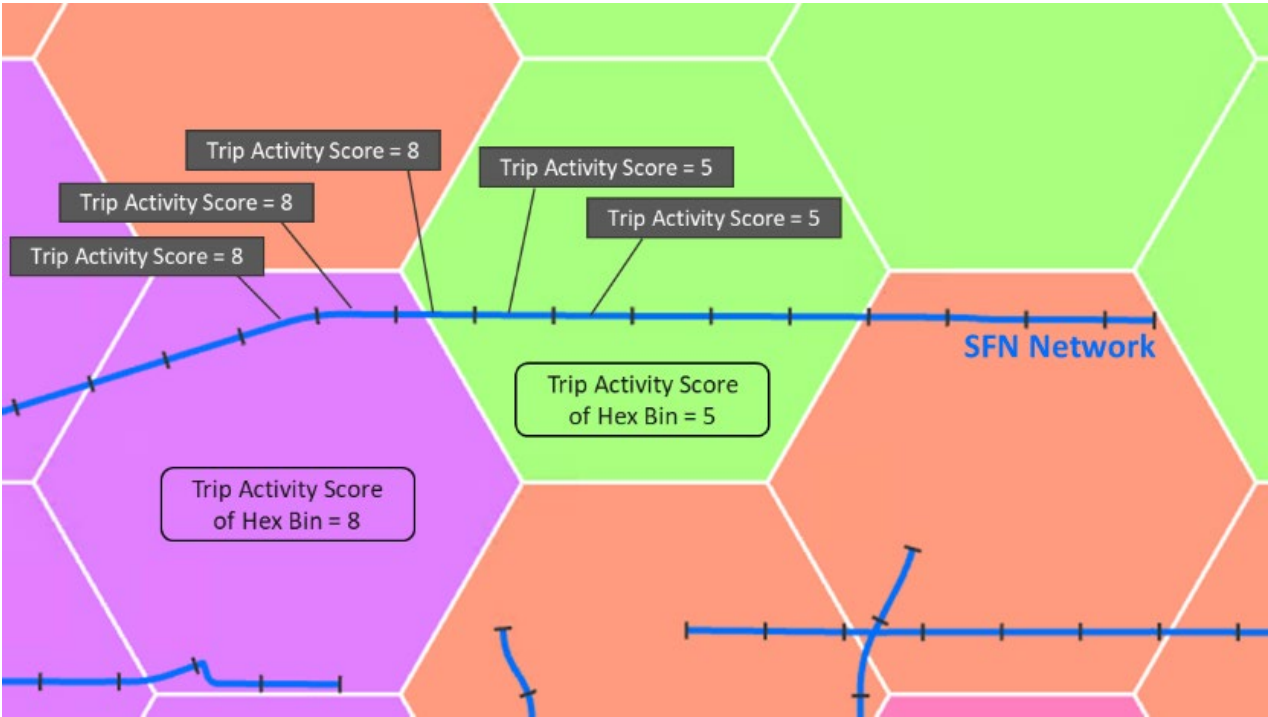 Trip Activity Score = 8
Trip Activity Score = 5
Trip Activity Score = 8
Trip Activity Score = 5
Trip Activity Score = 8
SFN Network
Trip Activity Score
of Hex Bin = 5
Trip Activity Score
of Hex Bin = 8